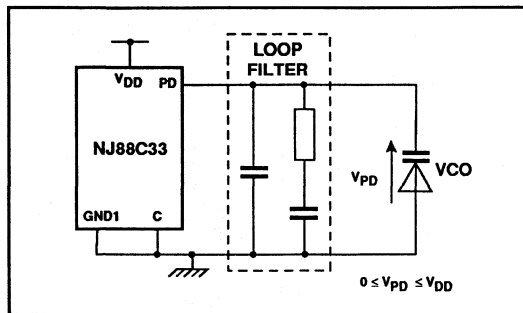 LOOP
FILTER
VDD
PD
NJ88C33
VPD
VCO
GND1
C
0 ≤ VPD ≤ VDD